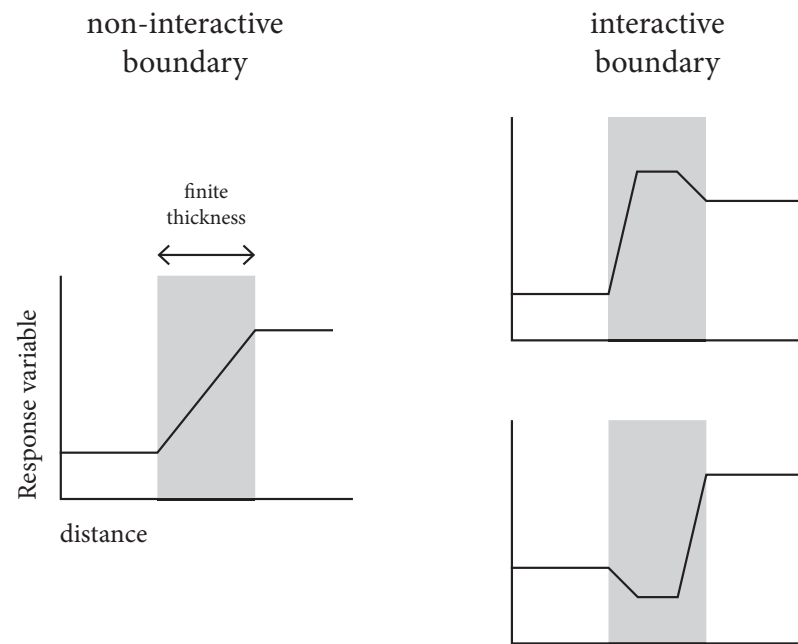 non-interactive
boundary
interactive
boundary
finite
thickness
Response variable
distance